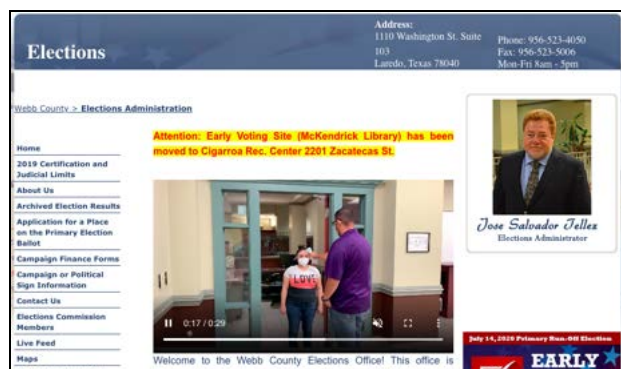 Elections
Address:
1110 Washington St. Suite
103
Laredo, Texas 78040
Phone: 956-523-4050
Fax: 956-523-5006
Mon-Fri 8am - 5pm
Webb County > Elections Administration
Home
2019 Certification and
Judicial Limits
About Us
Archived Election Results
Application for a Place
on the Primary Election
Ballot
Campaign Finance Forms
Campaign or Political
Sign Information
Contact Us
Elections Commission
Members
Live Feed
Maps
Attention: Early Voting Site (McKendrick Library) has been
moved to Cigarroa Rec. Center 2201 Zacatecas St.
LOVE
0:17 / 0:29
Welcome to the Webb County Elections Office! This office is
Jose Salvador Tellez
Elections Administrator
July 14, 2020 Primary Run-Off Election
EARLY